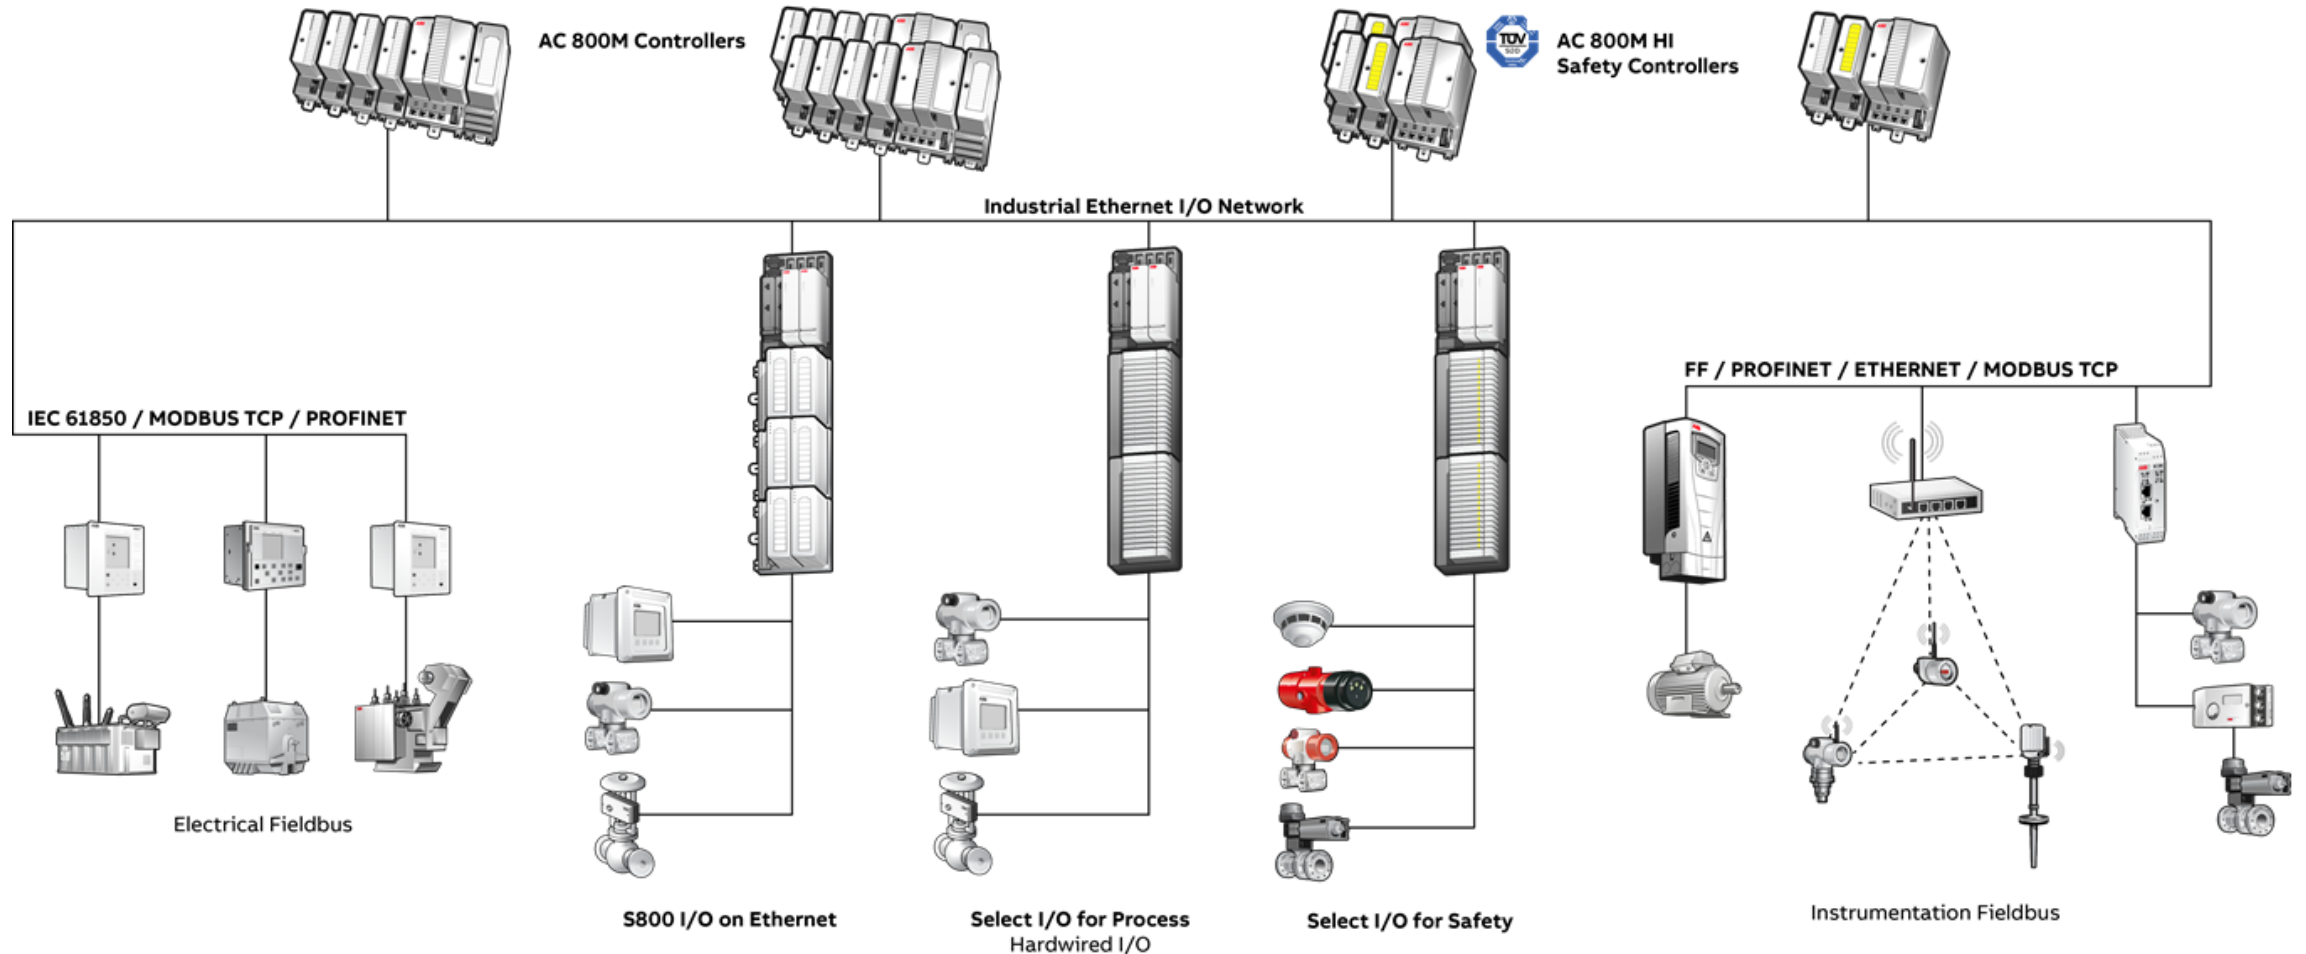 AC 800M Controllers
TÜV
SÜD
AC 800M HI
Safety Controllers
Industrial Ethernet I/O Network
FF / PROFINET / ETHERNET / MODBUS TCP
IEC 61850 / MODBUS TCP / PROFINET
Electrical Fieldbus
S800 I/O on Ethernet
Select I/O for Process
Hardwired I/O
Select I/O for Safety
Instrumentation Fieldbus